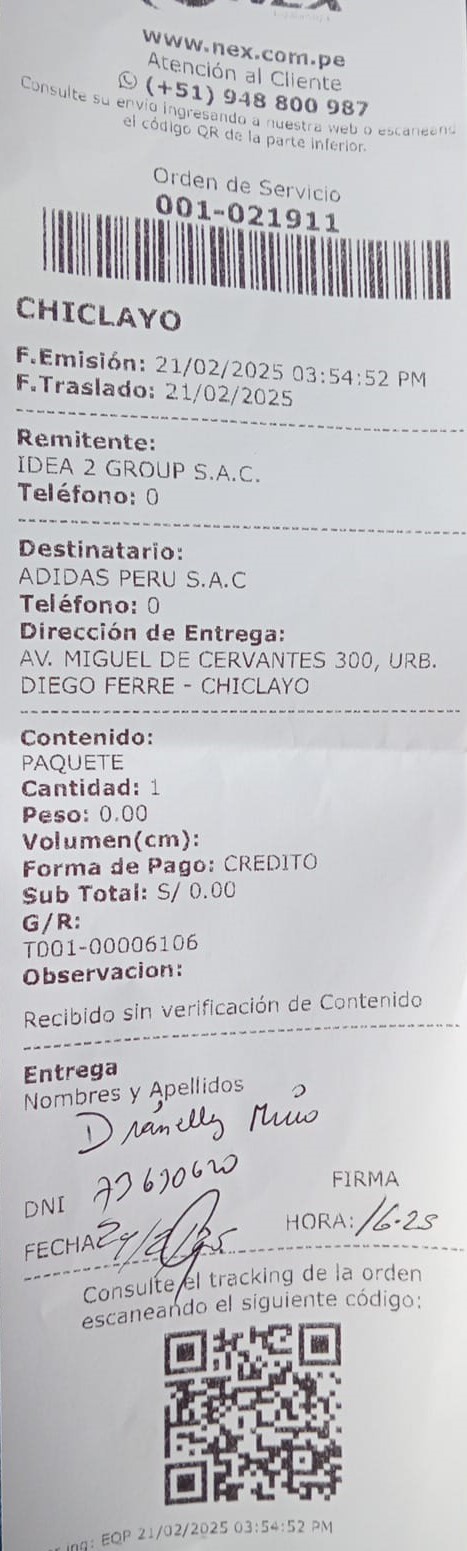 NEX
www.nex.com.pe
Atención al Cliente
(+51) 948 800 987
Consulte su envío ingresando a nuestra web o escaneand
el código QR de la parte inferior.
Orden de Servicio
001-021911
CHICLAYO
F.Emisión: 21/02/2025 03:54:52 PM
F.Traslado: 21/02/2025
Remitente:
IDEA 2 GROUP S.A.C.
Teléfono: 0
Destinatario:
ADIDAS PERU S.A.C
Teléfono: 0
Dirección de Entrega:
AV. MIGUEL DE CERVANTES 300, URB.
DIEGO FERRE - CHICLAYO
Contenido:
PAQUETE
Cantidad: 1
Peso: 0.00
Volumen(cm):
Forma de Pago: CREDITO
Sub Total: S/ 0.00
G/R:
T001-00006106
Observacion:
Recibido sin verificación de Contenido
Entrega
Nombres y Apellidos
DNI 73690620
FIRMA
FECHA HORA: 16.25
Consulte el tracking de la orden
escaneando el siguiente código:
EQP 21/02/2025 03:54:52 PM